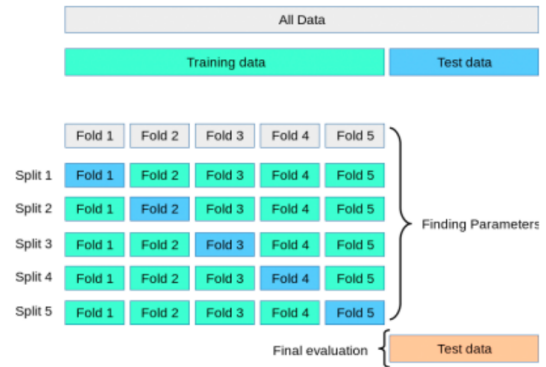 All Data
Training data Test data
Fold 1 Fold 2 Fold 3 Fold 4 Fold 5
Split 1 Fold 1 Fold 2 Fold 3 Fold 4 Fold 5
Split 2 Fold 1 Fold 2 Fold 3 Fold 4 Fold 5
Finding Parameters
Split 3 Fold 1 Fold 2 Fold 3 Fold 4 Fold 5
Split 4 Fold 1 Fold 2 Fold 3 Fold 4 Fold 5
Split 5 Fold 1 Fold 2 Fold 3 Fold 4 Fold 5
Final evaluation Test data